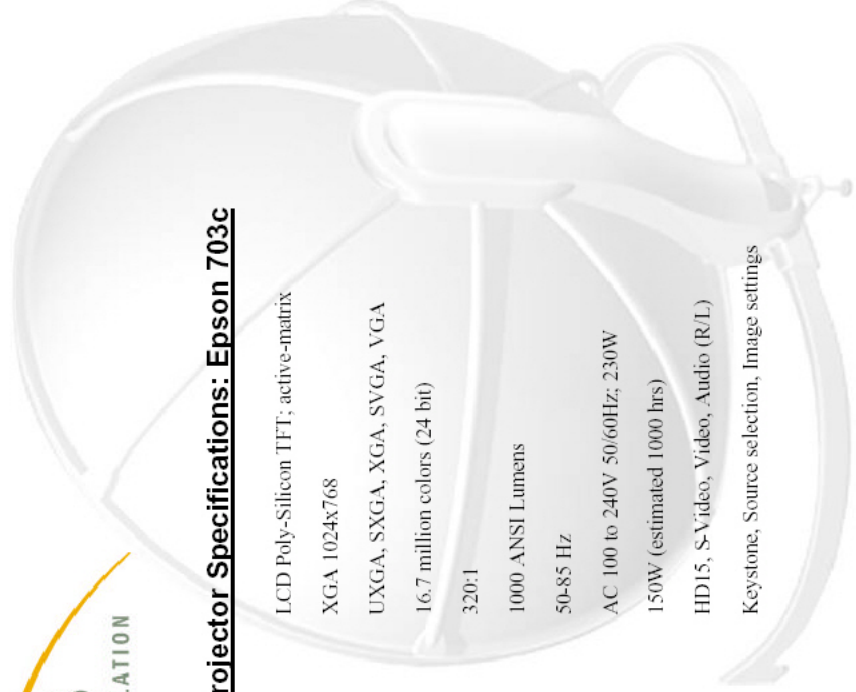 ATION
rojector Specifications: Epson 703c
LCD Poly-Silicon TFT; active-matrix
XGA 1024x768
UXGA, SXGA, XGA, SVGA, VGA
16.7 million colors (24 bit)
320:1
1000 ANSI Lumens
50-85 Hz
AC 100 to 240V 50/60Hz; 230W
150W (estimated 1000 hrs)
HD15, S-Video, Video, Audio (R/L)
Keystone, Source selection, Image settings